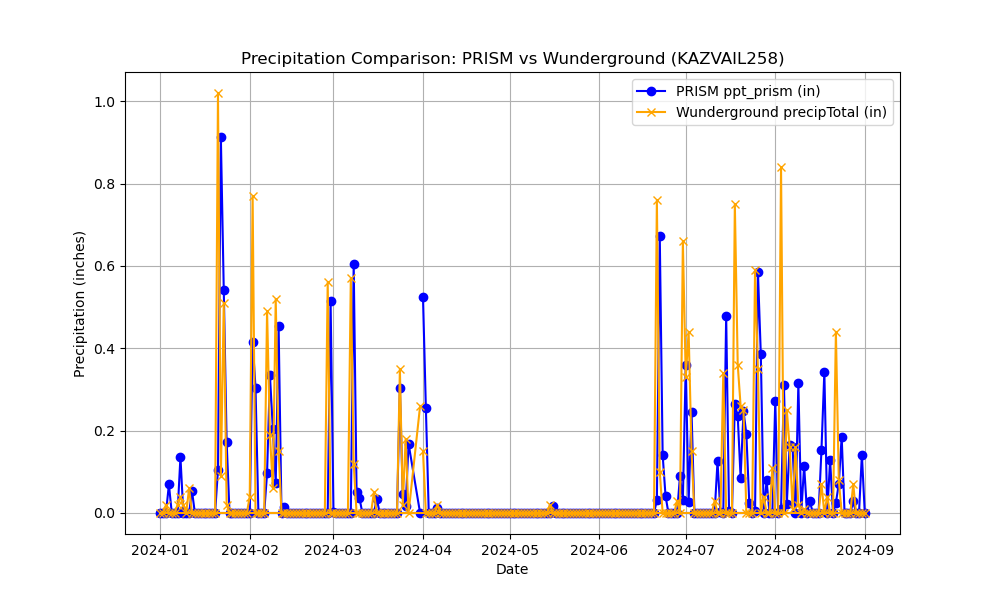 Precipitation Comparison: PRISM vs Wunderground (KAZVAIL258)
PRISM ppt_prism (in)
Wunderground precipTotal (in)
1.0
0.8
0.6
0.4
0.2
0.0
Precipitation (inches)
2024-01 2024-02 2024-03 2024-04 2024-05 2024-06 2024-07 2024-08 2024-09
Date